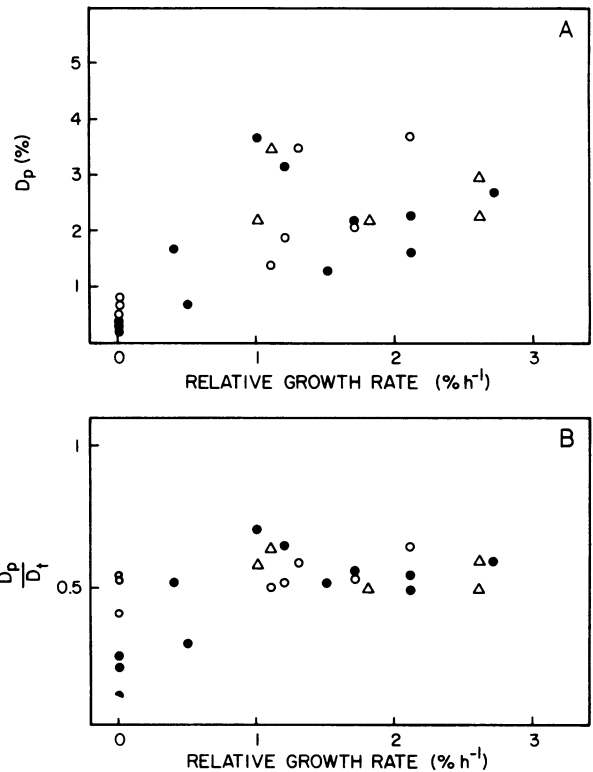 A
5
4
3
2
1
Dp (%)
0 1 2 3
RELATIVE GROWTH RATE (% h-1)
B
1
0.5
Dp
Dt
0 1 2 3
RELATIVE GROWTH RATE (% h-1)